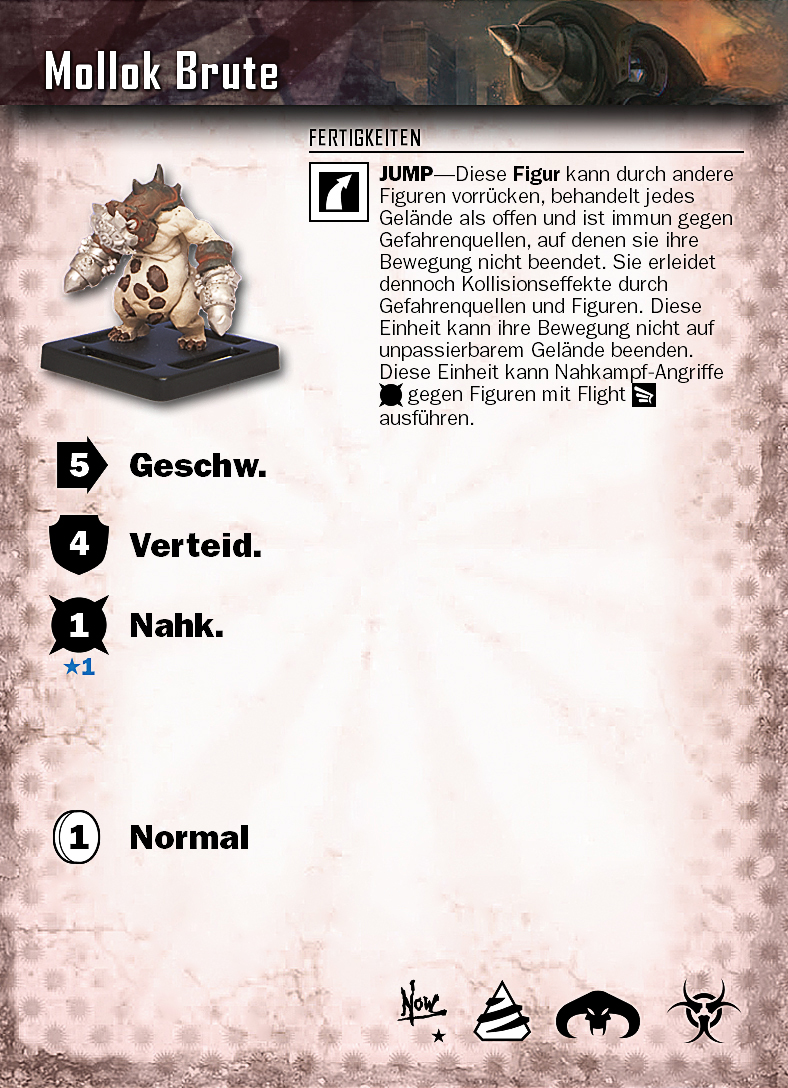 Mollok Brute
FERTIGKEITEN
JUMP—Diese Figur kann durch andere
Figuren vorrücken, behandelt jedes
Gelände als offen und ist immun gegen
Gefahrenquellen, auf denen sie ihre
Bewegung nicht beendet. Sie erleidet
dennoch Kollisionseffekte durch
Gefahrenquellen und Figuren. Diese
Einheit kann ihre Bewegung nicht auf
unpassierbarem Gelände beenden.
Diese Einheit kann Nahkampf-Angriffe
gegen Figuren mit Flight
ausführen.
5 Geschw.
4 Verteid.
1 Nahk.
★1
1 Normal
Now
★